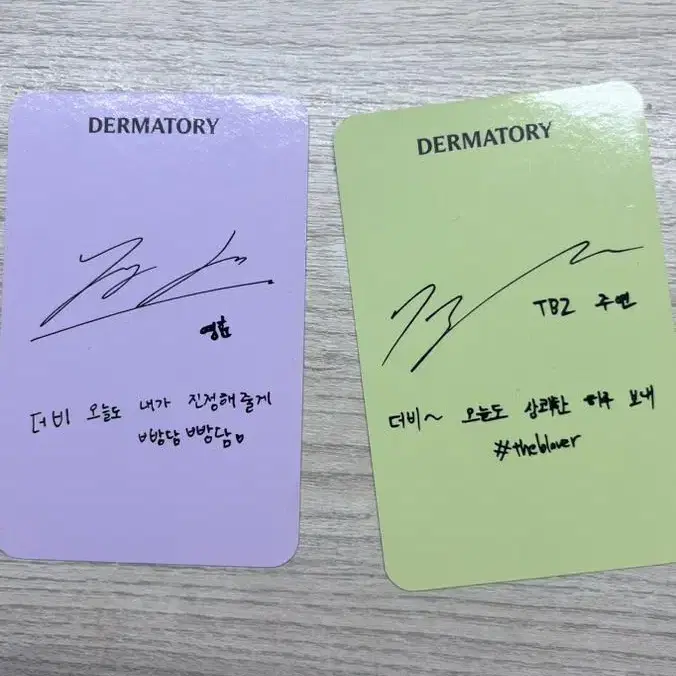 DERMATORY
영훈
더비 오늘도 내가 진정해줄게
빵담빵담♡
DERMATORY
TBZ 주연
더비~ 오늘도 상쾌한 하루 보내
#theblover